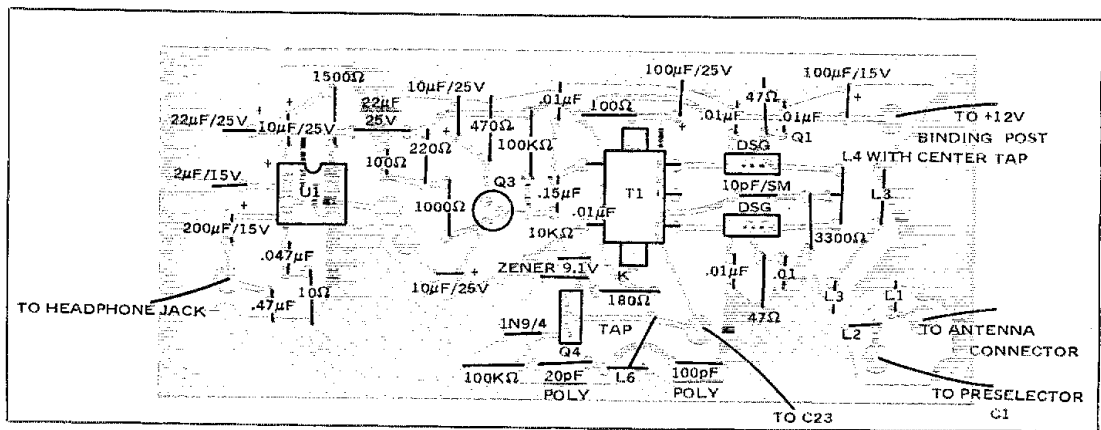 1500Ω
10µF/25V
.01µF
100µF/25V
100µF/15V
22µF/25V
10µF/25V
22µF
25V
220Ω
470Ω
100KΩ
100Ω
.01µF
47Ω
.01µF
Q1
TO +12V
BINDING POST
DSG
L4 WITH CENTER TAP
100Ω
2µF/15V
U1
1000Ω
Q3
.15µF
T1
10pF/SM
L3
200µF/15V
.01µF
DSG
10KΩ
3300Ω
.047µF
ZENER 9.1V
K
.01µF
.01
10µF/25V
TO HEADPHONE JACK
.47µF
10Ω
180Ω
47Ω
L3
L1
1N9/4
TAP
L2
TO ANTENNA
CONNECTOR
Q4
100KΩ
20pF
POLY
L6
100pF
POLY
TO PRESELECTOR
C1
TO C23